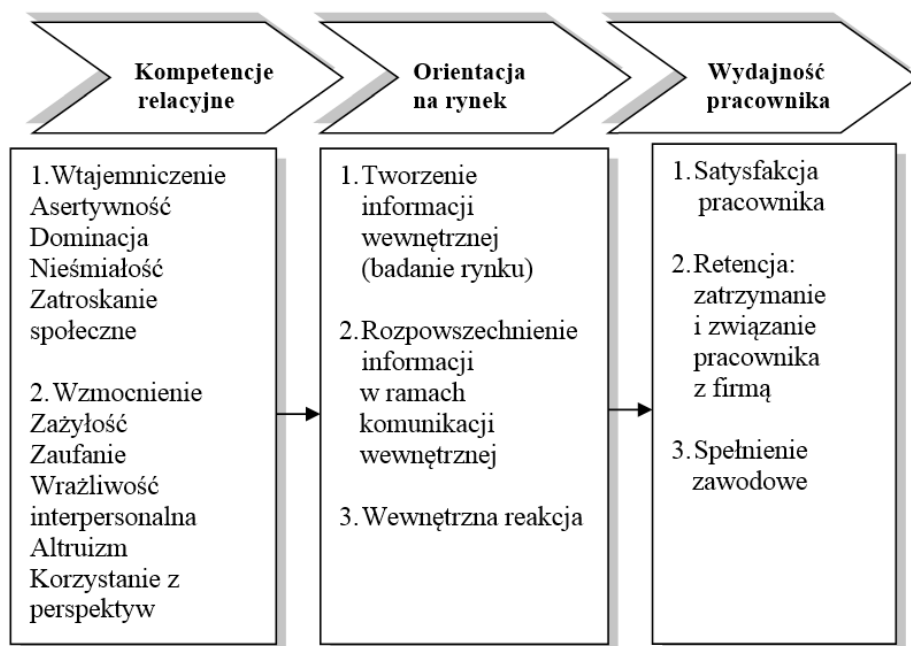 Kompetencje
relacyjne
Orientacja
na rynek
Wydajność
pracownika
1.Wtajemniczenie
Asertywność
Dominacja
Nieśmiałość
Zatroskanie
społeczne
2.Wzmocnienie
Zażyłość
Zaufanie
Wrażliwość
interpersonalna
Altruizm
Korzystanie z
perspektyw
1.Tworzenie
informacji
wewnętrznej
(badanie rynku)
2.Rozpowszechnienie
informacji
w ramach
komunikacji
wewnętrznej
3. Wewnętrzna reakcja
1.Satysfakcja
pracownika
2.Retencja:
zatrzymanie
i związanie
pracownika
z firmą
3.Spełnienie
zawodowe